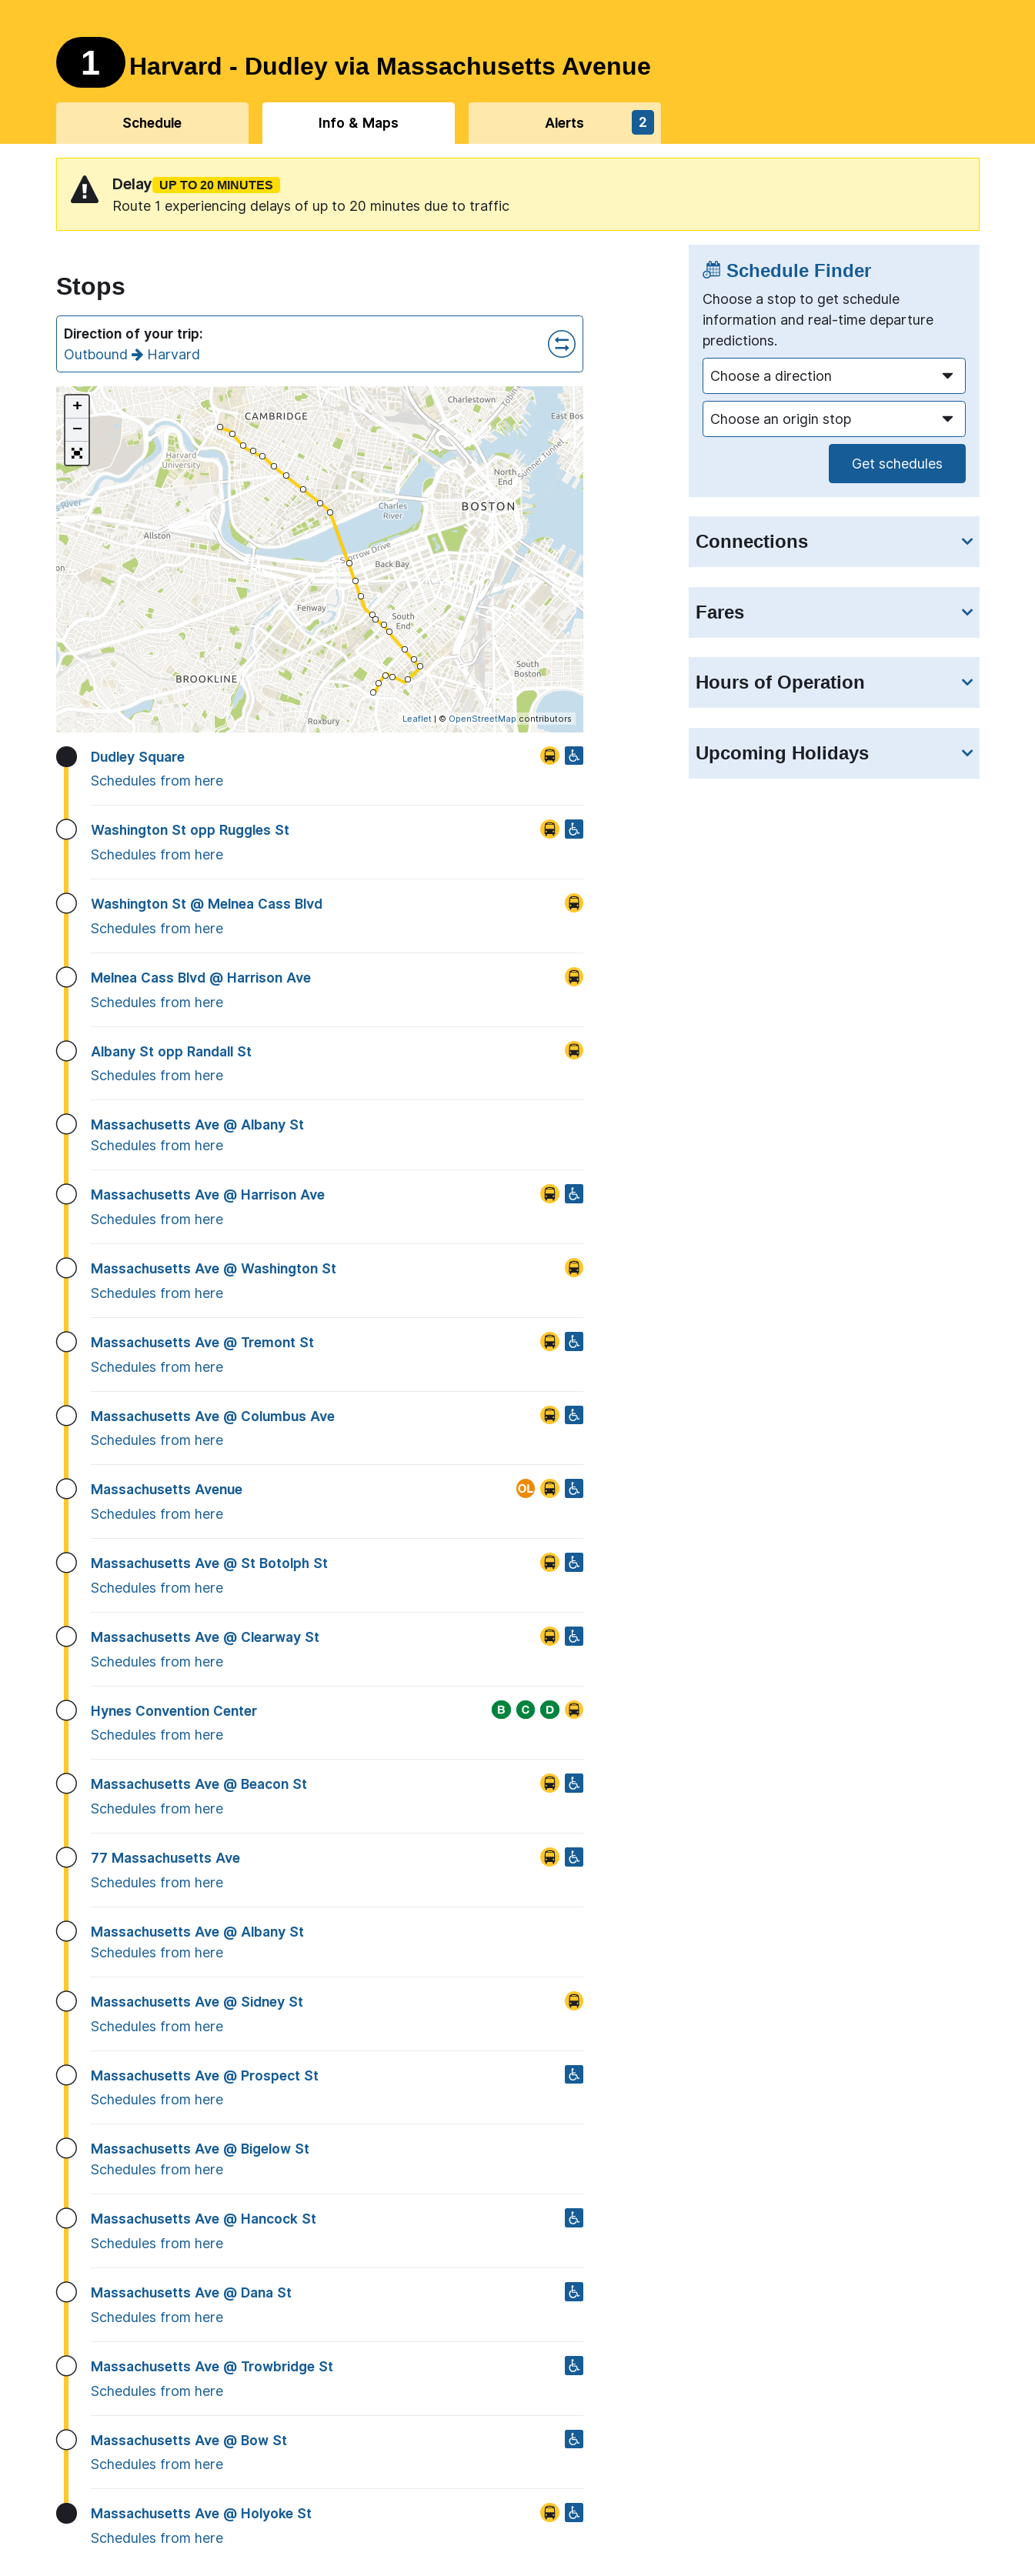 1 Harvard - Dudley via Massachusetts Avenue
Schedule
Info & Maps
Alerts 2
Delay UP TO 20 MINUTES
Route 1 experiencing delays of up to 20 minutes due to traffic
Stops
Direction of your trip:
Outbound → Harvard
+
−
CAMBRIDGE
Charlestown
East Bos
Harvard
University
Sumner Tunnel
North
End
BOSTON
Charles
River
Allston
Storrow Drive
Back Bay
on
Fenway
South
End
South
Boston
BROOKLINE
Roxbury
Leaflet | © OpenStreetMap contributors
Dudley Square
Schedules from here
Washington St opp Ruggles St
Schedules from here
Washington St @ Melnea Cass Blvd
Schedules from here
Melnea Cass Blvd @ Harrison Ave
Schedules from here
Albany St opp Randall St
Schedules from here
Massachusetts Ave @ Albany St
Schedules from here
Massachusetts Ave @ Harrison Ave
Schedules from here
Massachusetts Ave @ Washington St
Schedules from here
Massachusetts Ave @ Tremont St
Schedules from here
Massachusetts Ave @ Columbus Ave
Schedules from here
Massachusetts Avenue OL
Schedules from here
Massachusetts Ave @ St Botolph St
Schedules from here
Massachusetts Ave @ Clearway St
Schedules from here
Hynes Convention Center B C D
Schedules from here
Massachusetts Ave @ Beacon St
Schedules from here
77 Massachusetts Ave
Schedules from here
Massachusetts Ave @ Albany St
Schedules from here
Massachusetts Ave @ Sidney St
Schedules from here
Massachusetts Ave @ Prospect St
Schedules from here
Massachusetts Ave @ Bigelow St
Schedules from here
Massachusetts Ave @ Hancock St
Schedules from here
Massachusetts Ave @ Dana St
Schedules from here
Massachusetts Ave @ Trowbridge St
Schedules from here
Massachusetts Ave @ Bow St
Schedules from here
Massachusetts Ave @ Holyoke St
Schedules from here
Schedule Finder
Choose a stop to get schedule
information and real-time departure
predictions.
Choose a direction
Choose an origin stop
Get schedules
Connections
Fares
Hours of Operation
Upcoming Holidays